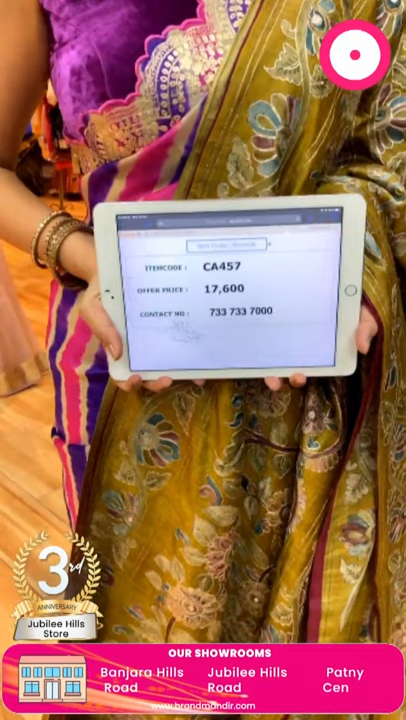 ITEMCODE : CA457
OFFER PRICE : 17,600
CONTACT NO : 733 733 7000
3rd
ANNIVERSARY
Jubilee Hills
Store
OUR SHOWROOMS
Banjara Hills Jubilee Hills Patny
Road Road Cen
www.brandmandir.com